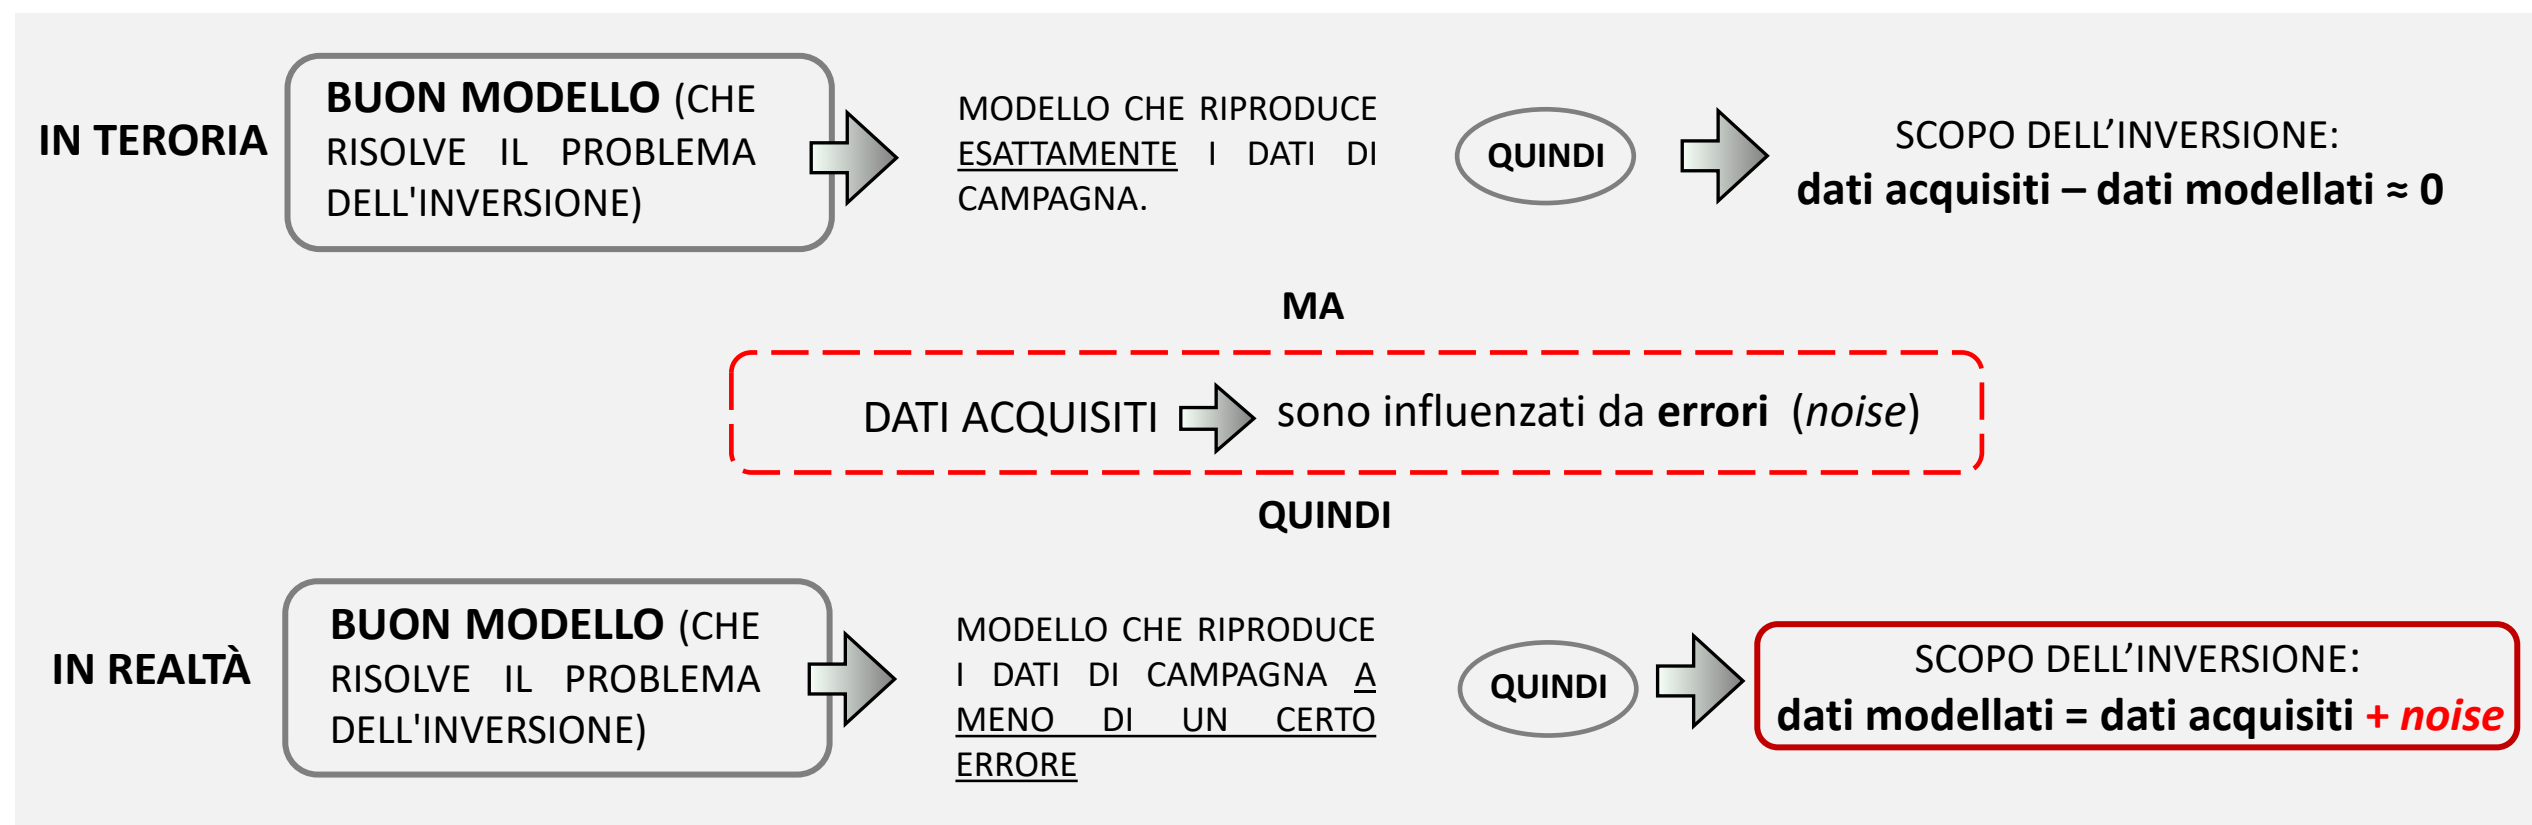 IN TERORIA
BUON MODELLO (CHE
RISOLVE IL PROBLEMA
DELL'INVERSIONE)
MODELLO CHE RIPRODUCE
ESATTAMENTE I DATI DI
CAMPAGNA.
QUINDI
SCOPO DELL’INVERSIONE:
dati acquisiti – dati modellati ≈ 0
MA
DATI ACQUISITI sono influenzati da errori (noise)
QUINDI
IN REALTÀ
BUON MODELLO (CHE
RISOLVE IL PROBLEMA
DELL'INVERSIONE)
MODELLO CHE RIPRODUCE
I DATI DI CAMPAGNA A
MENO DI UN CERTO
ERRORE
QUINDI
SCOPO DELL’INVERSIONE:
dati modellati = dati acquisiti + noise